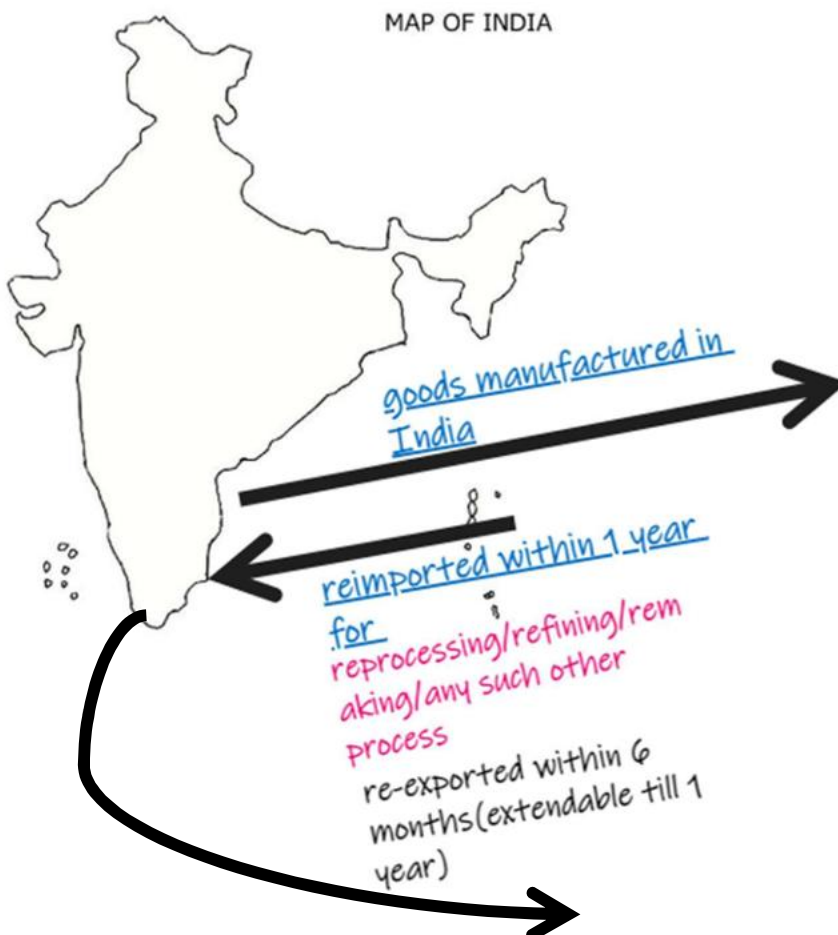 MAP OF INDIA
goods manufactured in
India
reimported within 1 year
for
reprocessing/refining/rem
aking/any such other
process
re-exported within 6
months(extendable till 1
year)